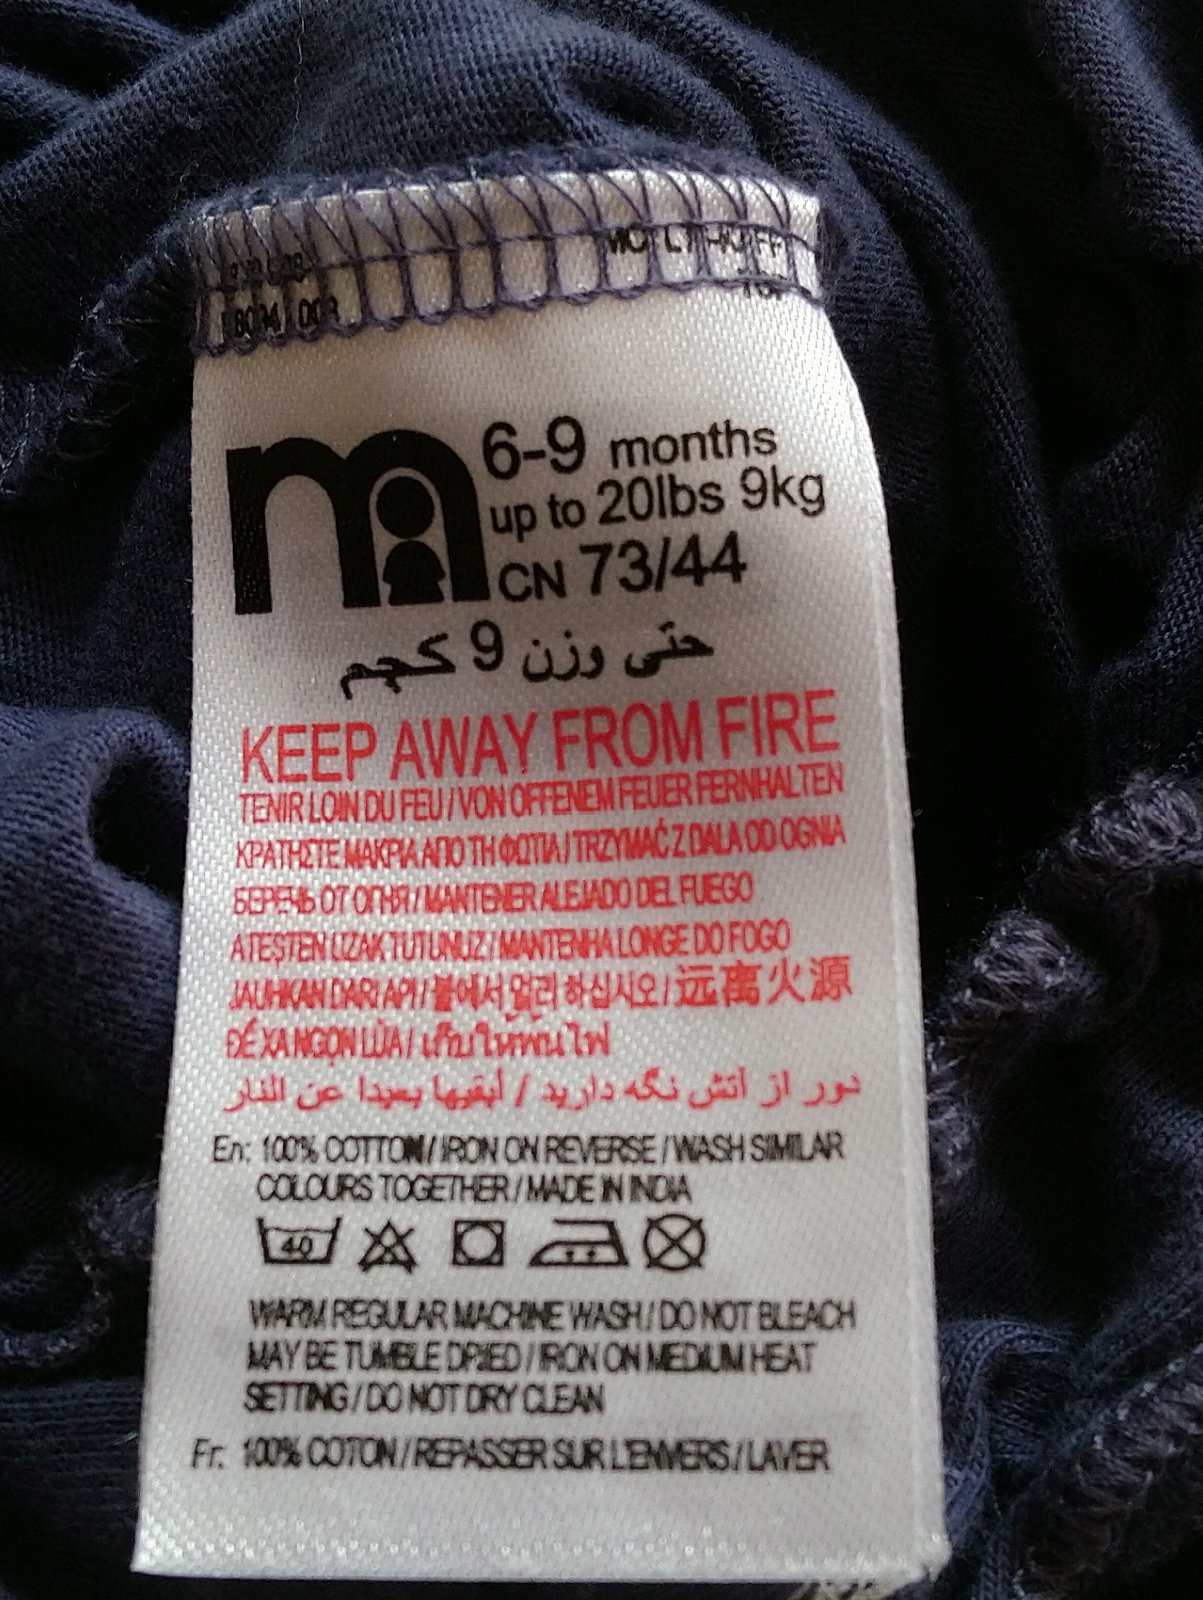 6-9 months
up to 20lbs 9kg
CN 73/44
حتى وزن 9 كجم
KEEP AWAY FROM FIRE
TENIR LOIN DU FEU / VON OFFENEM FEUER FERNHALTEN
ΚΡΑΤΗΣΤΕ ΜΑΚΡΙΑ ΑΠΟ ΤΗ ΦΩΤΙΑ / TRZYMAĆ Z DALA OD OGNIA
БЕРЕЧЬ ОТ ОГНЯ / MANTENER ALEJADO DEL FUEGO
ATEŞTEN UZAK TUTUNUZ / MANTENHA LONGE DO FOGO
JAUHKAN DARI API / 불에서 멀리 하십시오 / 远离火源
ĐỂ XA NGỌN LỬA / เก็บให้พ้นไฟ
دور از آتش نگه دارید / أبقيها بعيدا عن النار
En: 100% COTTON / IRON ON REVERSE / WASH SIMILAR
COLOURS TOGETHER / MADE IN INDIA
40
WARM REGULAR MACHINE WASH / DO NOT BLEACH
MAY BE TUMBLE DRIED / IRON ON MEDIUM HEAT
SETTING / DO NOT DRY CLEAN
Fr: 100% COTON / REPASSER SUR L'ENVERS / LAVER